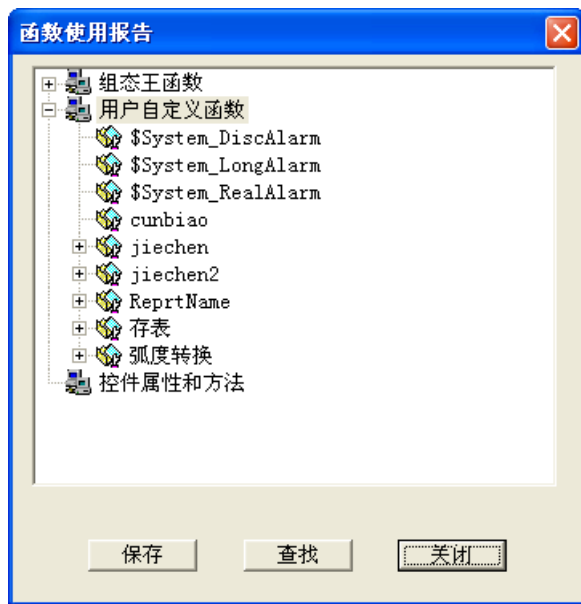 函数使用报告
组态王函数
用户自定义函数
$System_DiscAlarm
$System_LongAlarm
$System_RealAlarm
cunbiao
jiechen
jiechen2
ReprtName
存表
弧度转换
控件属性和方法
保存 查找 关闭